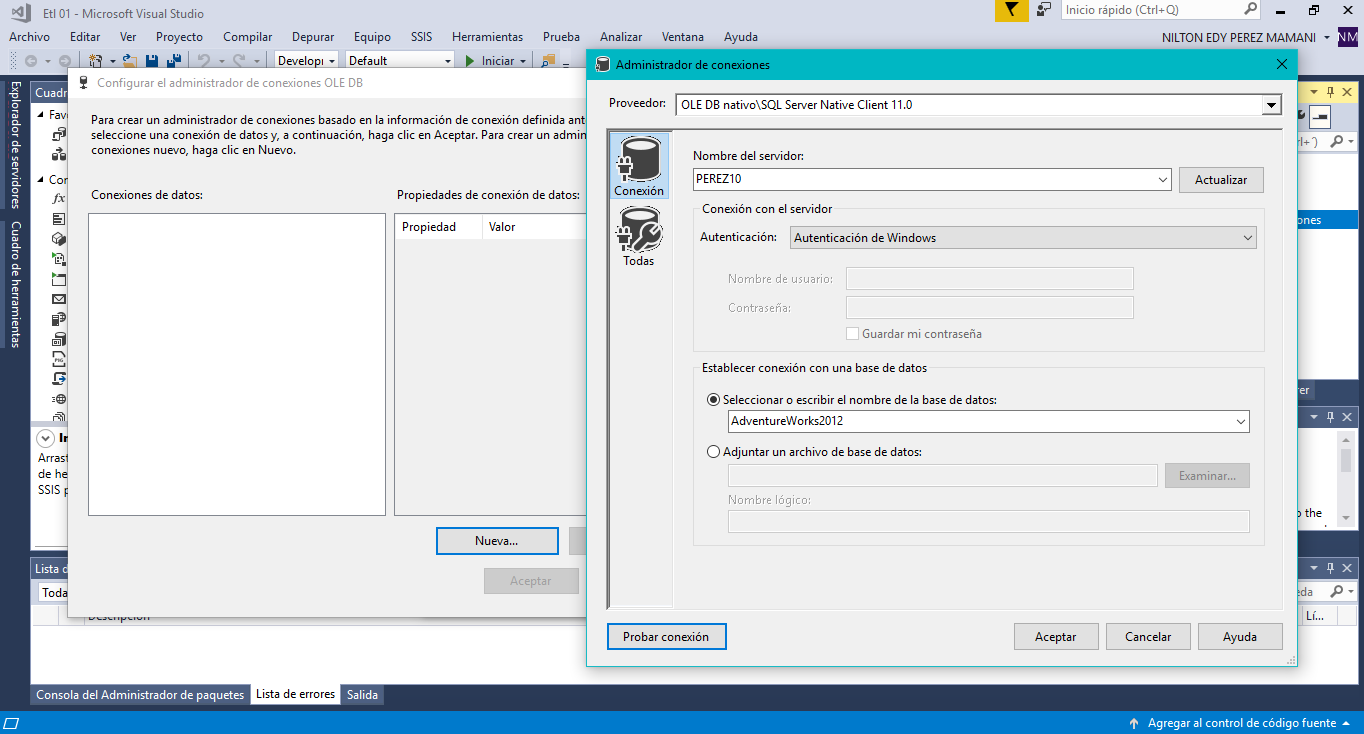 Etl 01 - Microsoft Visual Studio
Inicio rápido (Ctrl+Q)
Archivo Editar Ver Proyecto Compilar Depurar Equipo SSIS Herramientas Prueba Analizar Ventana Ayuda
NILTON EDY PEREZ MAMANI NM
Developi Default Iniciar
Explorador de servidores
Cuadro de herramientas
Cuadr
Fav
Cor
fx
Arrast
de he
SSIS p
Configurar el administrador de conexiones OLE DB
Para crear un administrador de conexiones basado en la información de conexión definida ant
seleccione una conexión de datos y, a continuación, haga clic en Aceptar. Para crear un admin
conexiones nuevo, haga clic en Nuevo.
Conexiones de datos:
Propiedades de conexión de datos:
Propiedad Valor
Nueva...
Aceptar
Administrador de conexiones
Proveedor: OLE DB nativo\SQL Server Native Client 11.0
Conexión
Todas
Nombre del servidor:
PEREZ10
Actualizar
Conexión con el servidor
Autenticación: Autenticación de Windows
Nombre de usuario:
Contraseña:
Guardar mi contraseña
Establecer conexión con una base de datos
Seleccionar o escribir el nombre de la base de datos:
AdventureWorks2012
Adjuntar un archivo de base de datos:
Examinar...
Nombre lógico:
Probar conexión Aceptar Cancelar Ayuda
ones
rer
o the
eda
Lí...
Lista d
Toda
Descripción
Consola del Administrador de paquetes Lista de errores Salida
Agregar al control de código fuente